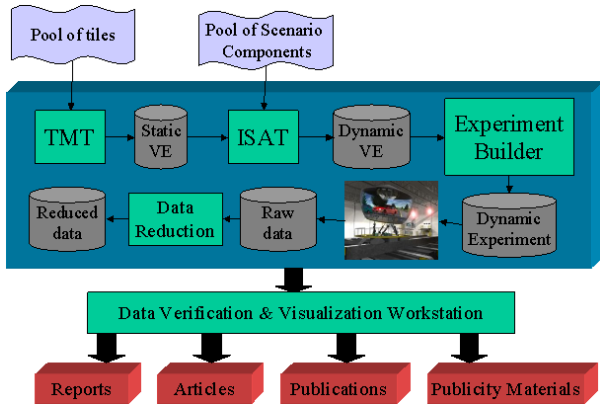 Pool of tiles
Pool of Scenario
Components
TMT
Static
VE
ISAT
Dynamic
VE
Experiment
Builder
Reduced
data
Data
Reduction
Raw
data
Dynamic
Experiment
Data Verification & Visualization Workstation
Reports
Articles
Publications
Publicity Materials